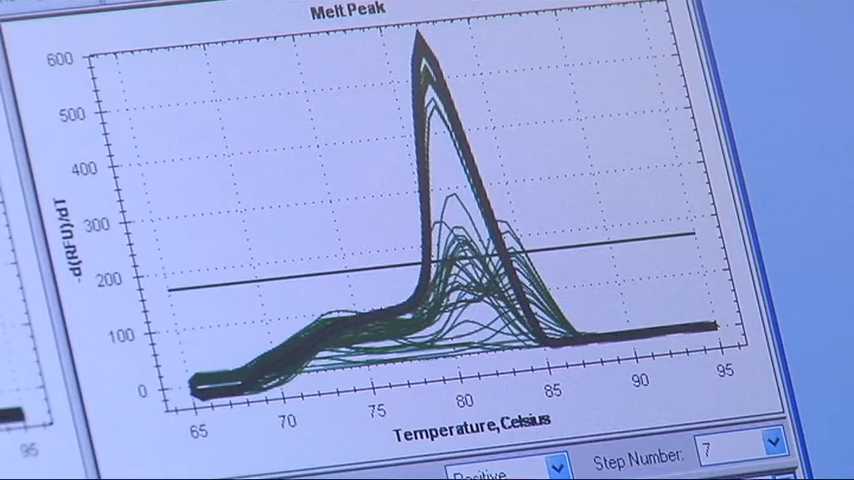 Melt Peak
600
500
400
300
200
100
0
-d(RFU)/dT
65 70 75 80 85 90 95
Temperature, Celsius
95
Positive
Step Number: 7